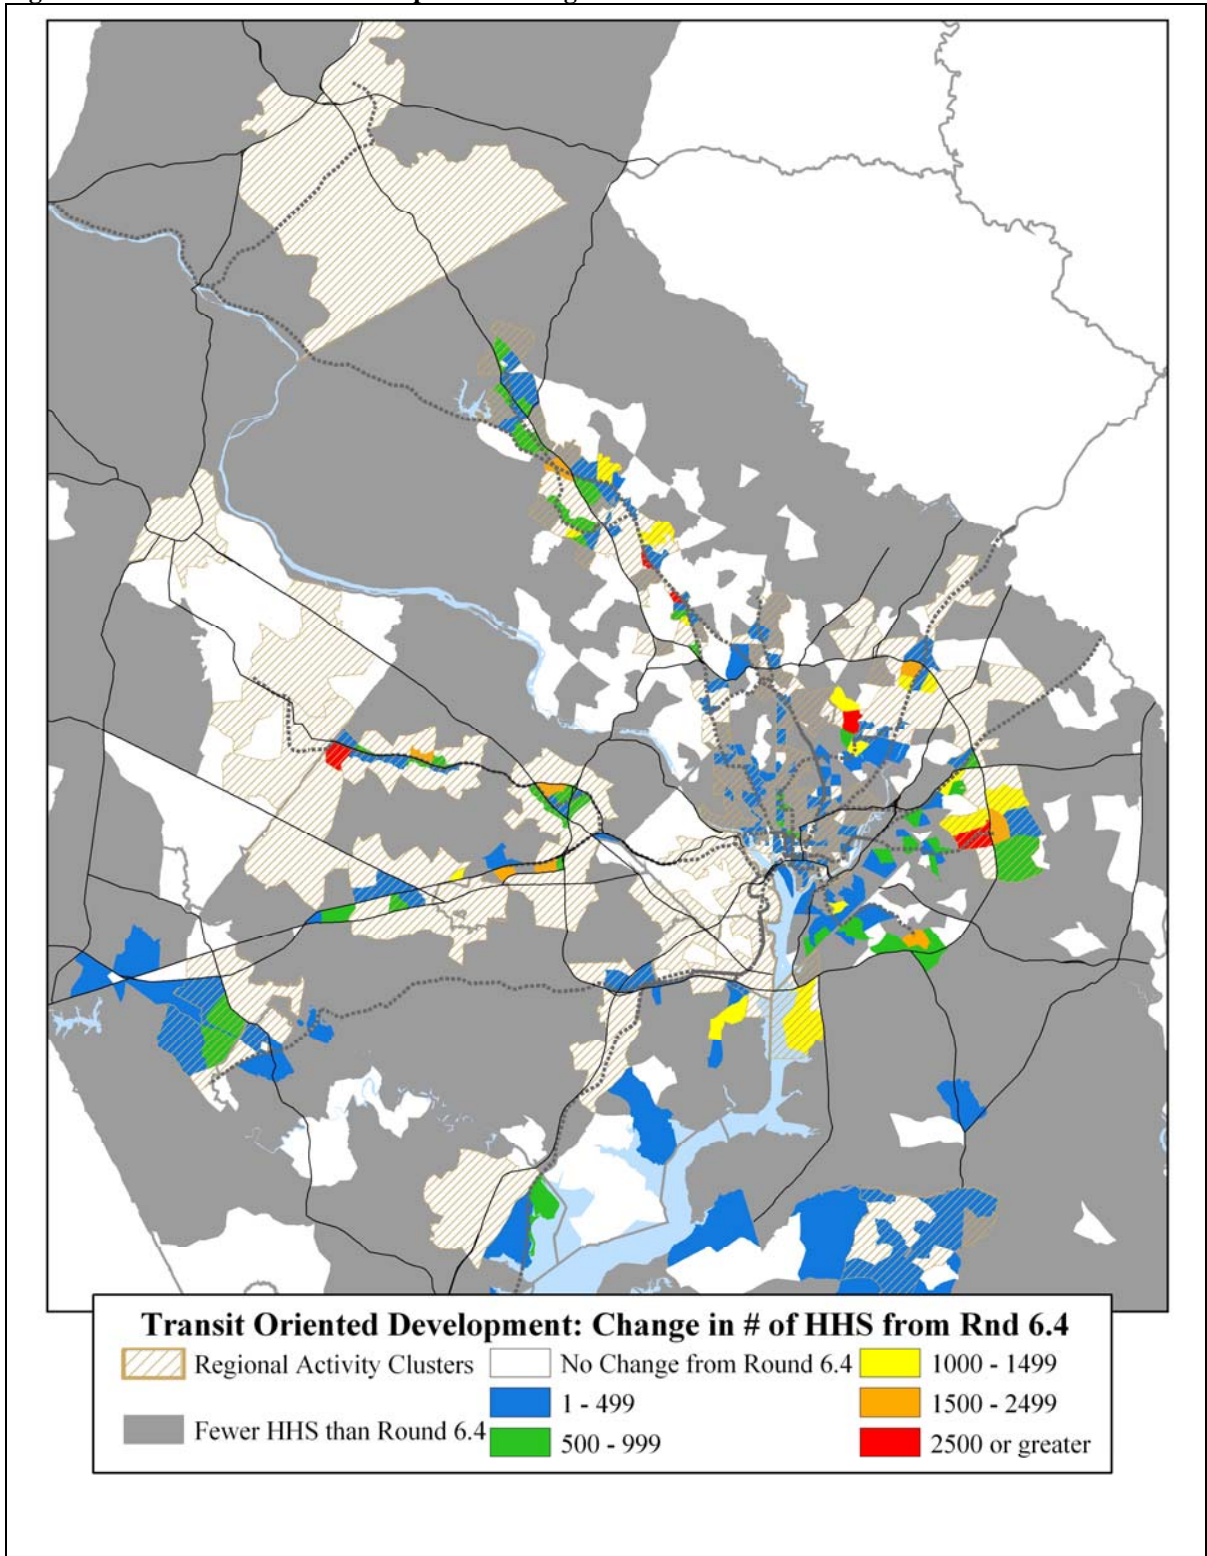 Transit Oriented Development: Change in # of HHS from Rnd 6.4
Regional Activity Clusters
No Change from Round 6.4
1000 - 1499
1 - 499
1500 - 2499
Fewer HHS than Round 6.4
500 - 999
2500 or greater